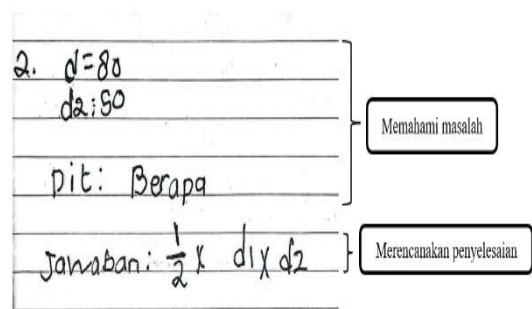 2. d=80
d2:50
Memahami masalah
Dit: Berapa
Jawaban: 1/2 x d1 x d2
Merencanakan penyelesaian